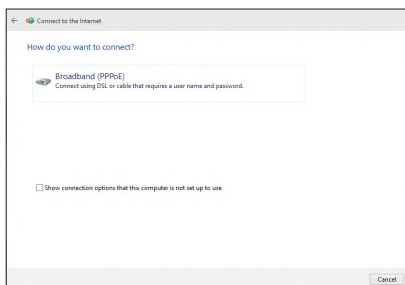 Connect to the Internet
How do you want to connect?
Broadband (PPPoE)
Connect using DSL or cable that requires a user name and password.
Show connection options that this computer is not set up to use
Cancel